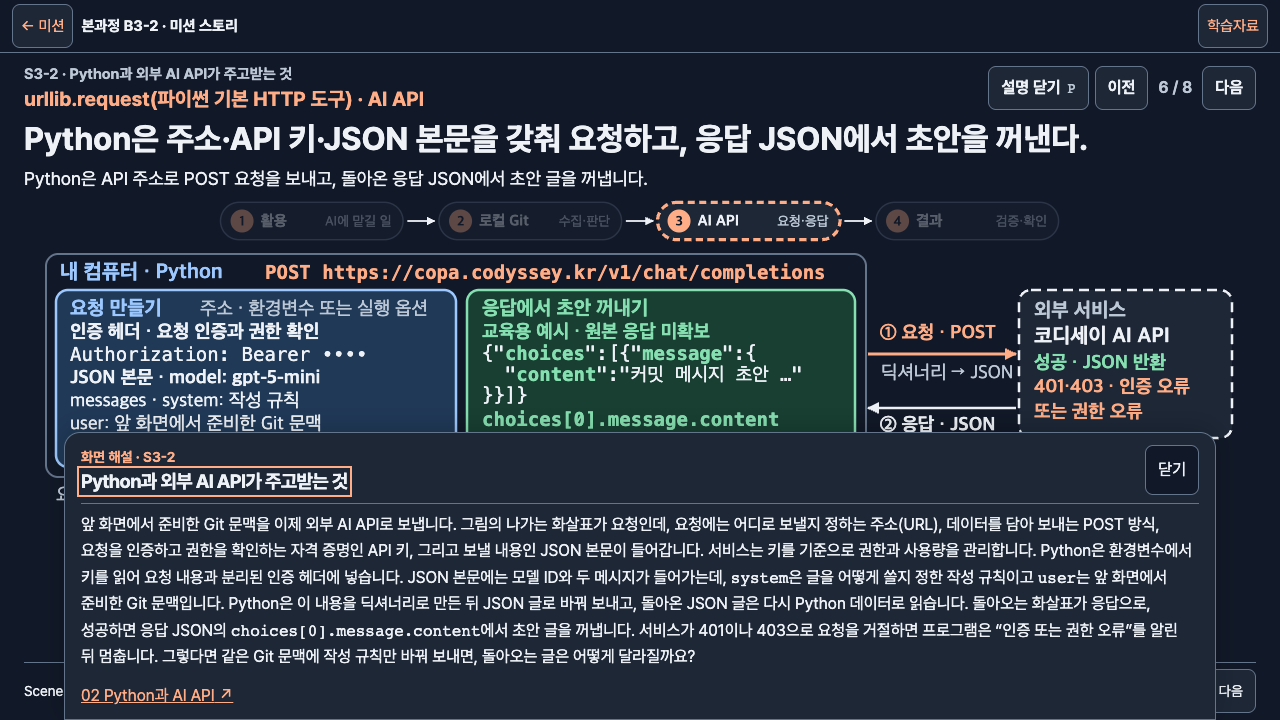 ← 미션
본과정 B3-2 · 미션 스토리
학습자료
S3-2 · Python과 외부 AI API가 주고받는 것
urllib.request(파이썬 기본 HTTP 도구) · AI API
설명 닫기 P
이전
6 / 8
다음
Python은 주소·API 키·JSON 본문을 갖춰 요청하고, 응답 JSON에서 초안을 꺼낸다.
Python은 API 주소로 POST 요청을 보내고, 돌아온 응답 JSON에서 초안 글을 꺼냅니다.
1 활용 AI에 맡길 일
2 로컬 Git 수집·판단
3 AI API 요청·응답
4 결과 검증·확인
내 컴퓨터 · Python
POST https://copa.codyssey.kr/v1/chat/completions
요청 만들기 주소 · 환경변수 또는 실행 옵션
인증 헤더 · 요청 인증과 권한 확인
Authorization: Bearer ••••
JSON 본문 · model: gpt-5-mini
messages · system: 작성 규칙
user: 앞 화면에서 준비한 Git 문맥
응답에서 초안 꺼내기
교육용 예시 · 원본 응답 미확보
{"choices":[{"message":{
"content":"커밋 메시지 초안 …"
}}]}
choices[0].message.content
① 요청 · POST
딕셔너리 → JSON
② 응답 · JSON
외부 서비스
코디세이 AI API
성공 · JSON 반환
401·403 · 인증 오류
또는 권한 오류
화면 해설 · S3-2
Python과 외부 AI API가 주고받는 것
닫기
앞 화면에서 준비한 Git 문맥을 이제 외부 AI API로 보냅니다. 그림의 나가는 화살표가 요청인데, 요청에는 어디로 보낼지 정하는 주소(URL), 데이터를 담아 보내는 POST 방식,
요청을 인증하고 권한을 확인하는 자격 증명인 API 키, 그리고 보낼 내용인 JSON 본문이 들어갑니다. 서비스는 키를 기준으로 권한과 사용량을 관리합니다. Python은 환경변수에서
키를 읽어 요청 내용과 분리된 인증 헤더에 넣습니다. JSON 본문에는 모델 ID와 두 메시지가 들어가는데, system은 글을 어떻게 쓸지 정한 작성 규칙이고 user는 앞 화면에서
준비한 Git 문맥입니다. Python은 이 내용을 딕셔너리로 만든 뒤 JSON 글로 바꿔 보내고, 돌아온 JSON 글은 다시 Python 데이터로 읽습니다. 돌아오는 화살표가 응답으로,
성공하면 응답 JSON의 choices[0].message.content에서 초안 글을 꺼냅니다. 서비스가 401이나 403으로 요청을 거절하면 프로그램은 “인증 또는 권한 오류”를 알린
뒤 멈춥니다. 그렇다면 같은 Git 문맥에 작성 규칙만 바꿔 보내면, 돌아오는 글은 어떻게 달라질까요?
02 Python과 AI API ↗
Scene
다음